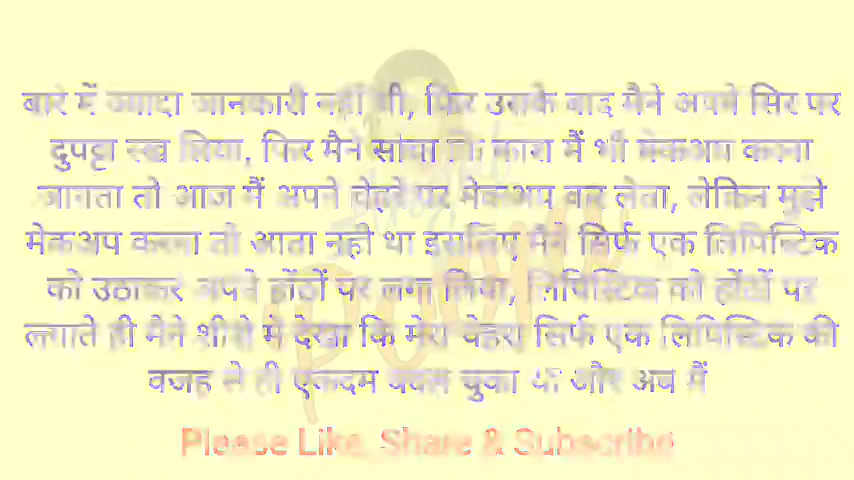 बारे में ज्यादा जानकारी नहीं थी, फिर उसके बाद मैने अपने सिर पर
दुपट्टा रख लिया, फिर मैने सोचा कि काश मैं भी मेकअप करना
जानता तो आज मैं अपने चेहरे पर मेकअप कर लेता, लेकिन मुझे
मेकअप करना तो आता नही था इसलिए मैने सिर्फ एक लिपिस्टिक
को उठाकर अपने होंठों पर लगा लिया, लिपिस्टिक को होंठों पर
लगाते ही मैने शीशे में देखा कि मेरा चेहरा सिर्फ एक लिपिस्टिक की
वजह से ही एकदम बदल चुका था और अब मैं
Please Like, Share & Subscribe